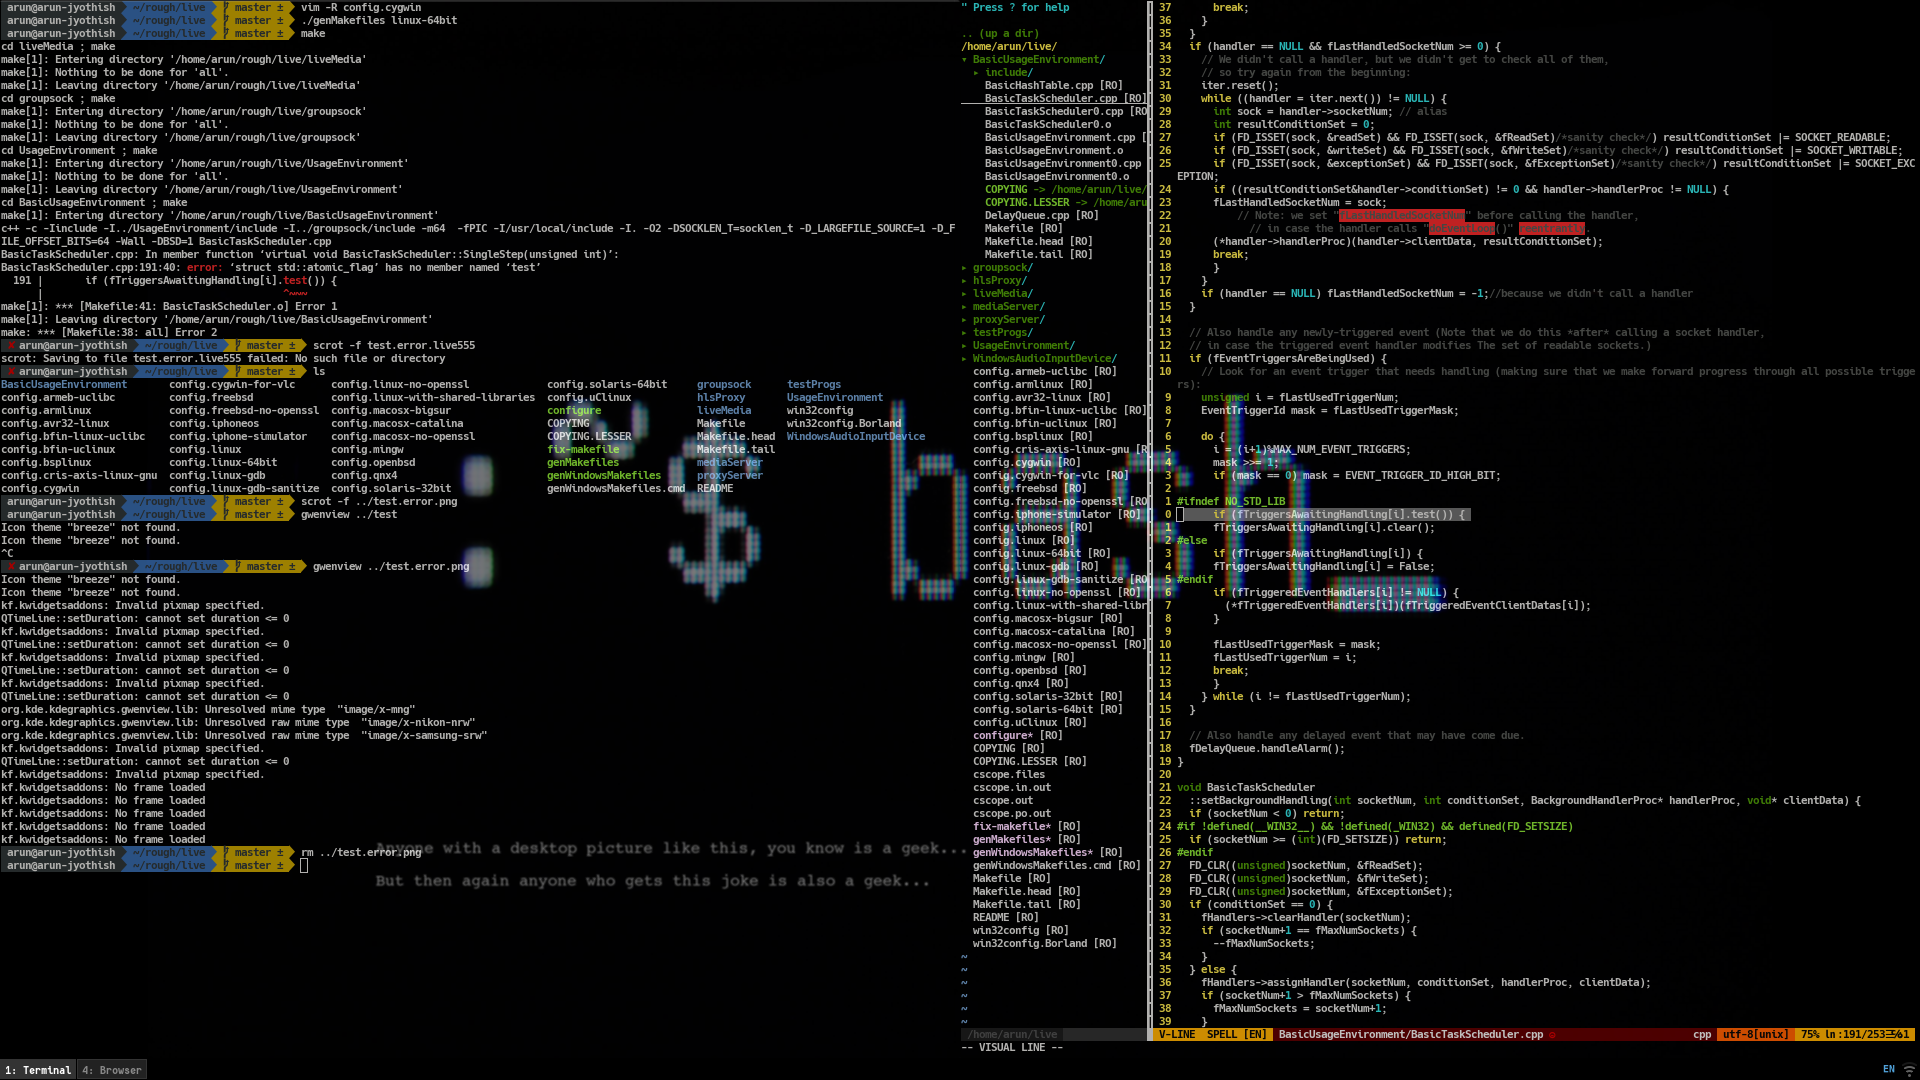 arun@arun-jyothish ~/rough/live master ± vim -R config.cygwin
arun@arun-jyothish ~/rough/live master ± ./genMakefiles linux-64bit
arun@arun-jyothish ~/rough/live master ± make
cd liveMedia ; make
make[1]: Entering directory '/home/arun/rough/live/liveMedia'
make[1]: Nothing to be done for 'all'.
make[1]: Leaving directory '/home/arun/rough/live/liveMedia'
cd groupsock ; make
make[1]: Entering directory '/home/arun/rough/live/groupsock'
make[1]: Nothing to be done for 'all'.
make[1]: Leaving directory '/home/arun/rough/live/groupsock'
cd UsageEnvironment ; make
make[1]: Entering directory '/home/arun/rough/live/UsageEnvironment'
make[1]: Nothing to be done for 'all'.
make[1]: Leaving directory '/home/arun/rough/live/UsageEnvironment'
cd BasicUsageEnvironment ; make
make[1]: Entering directory '/home/arun/rough/live/BasicUsageEnvironment'
c++ -c -Iinclude -I../UsageEnvironment/include -I../groupsock/include -m64  -fPIC -I/usr/local/include -I. -O2 -DSOCKLEN_T=socklen_t -D_LARGEFILE_SOURCE=1 -D_F
ILE_OFFSET_BITS=64 -Wall -DBSD=1 BasicTaskScheduler.cpp
BasicTaskScheduler.cpp: In member function ‘virtual void BasicTaskScheduler::SingleStep(unsigned int)’:
BasicTaskScheduler.cpp:191:40: error: ‘struct std::atomic_flag’ has no member named ‘test’
191 |       if (fTriggersAwaitingHandling[i].test()) {
|                                        ^~~~
make[1]: *** [Makefile:41: BasicTaskScheduler.o] Error 1
make[1]: Leaving directory '/home/arun/rough/live/BasicUsageEnvironment'
make: *** [Makefile:38: all] Error 2
arun@arun-jyothish ~/rough/live master ± scrot -f test.error.live555
scrot: Saving to file test.error.live555 failed: No such file or directory
arun@arun-jyothish ~/rough/live master ± ls
BasicUsageEnvironment config.cygwin-for-vlc config.linux-no-openssl config.solaris-64bit groupsock testProgs
config.armeb-uclibc config.freebsd config.linux-with-shared-libraries config.uClinux hlsProxy UsageEnvironment
config.armlinux config.freebsd-no-openssl config.macosx-bigsur configure liveMedia win32config
config.avr32-linux config.iphoneos config.macosx-catalina COPYING Makefile win32config.Borland
config.bfin-linux-uclibc config.iphone-simulator config.macosx-no-openssl COPYING.LESSER Makefile.head WindowsAudioInputDevice
config.bfin-uclinux config.linux config.mingw fix-makefile Makefile.tail
config.bsplinux config.linux-64bit config.openbsd genMakefiles mediaServer
config.cris-axis-linux-gnu config.linux-gdb config.qnx4 genWindowsMakefiles proxyServer
config.cygwin config.linux-gdb-sanitize config.solaris-32bit genWindowsMakefiles.cmd README
arun@arun-jyothish ~/rough/live master ± scrot -f ../test.error.png
arun@arun-jyothish ~/rough/live master ± gwenview ../test
Icon theme "breeze" not found.
Icon theme "breeze" not found.
^C
arun@arun-jyothish ~/rough/live master ± gwenview ../test.error.png
Icon theme "breeze" not found.
Icon theme "breeze" not found.
kf.kwidgetsaddons: Invalid pixmap specified.
QTimeLine::setDuration: cannot set duration <= 0
kf.kwidgetsaddons: Invalid pixmap specified.
QTimeLine::setDuration: cannot set duration <= 0
kf.kwidgetsaddons: Invalid pixmap specified.
QTimeLine::setDuration: cannot set duration <= 0
kf.kwidgetsaddons: Invalid pixmap specified.
QTimeLine::setDuration: cannot set duration <= 0
org.kde.kdegraphics.gwenview.lib: Unresolved mime type  "image/x-mng"
org.kde.kdegraphics.gwenview.lib: Unresolved raw mime type  "image/x-nikon-nrw"
org.kde.kdegraphics.gwenview.lib: Unresolved raw mime type  "image/x-samsung-srw"
kf.kwidgetsaddons: Invalid pixmap specified.
QTimeLine::setDuration: cannot set duration <= 0
kf.kwidgetsaddons: Invalid pixmap specified.
kf.kwidgetsaddons: No frame loaded
kf.kwidgetsaddons: No frame loaded
kf.kwidgetsaddons: No frame loaded
kf.kwidgetsaddons: No frame loaded
kf.kwidgetsaddons: No frame loaded
arun@arun-jyothish ~/rough/live master ± rm ../test.error.png
arun@arun-jyothish ~/rough/live master ±
Anyone with a desktop picture like this, you know is a geek...
But then again anyone who gets this joke is also a geek...
" Press ? for help
.. (up a dir)
/home/arun/live/
▾ BasicUsageEnvironment/
▸ include/
BasicHashTable.cpp [RO]
BasicTaskScheduler.cpp [RO]
BasicTaskScheduler0.cpp [RO
BasicTaskScheduler0.o
BasicUsageEnvironment.cpp [
BasicUsageEnvironment.o
BasicUsageEnvironment0.cpp
BasicUsageEnvironment0.o
COPYING -> /home/arun/live/
COPYING.LESSER -> /home/aru
DelayQueue.cpp [RO]
Makefile [RO]
Makefile.head [RO]
Makefile.tail [RO]
▸ groupsock/
▸ hlsProxy/
▸ liveMedia/
▸ mediaServer/
▸ proxyServer/
▸ testProgs/
▸ UsageEnvironment/
▸ WindowsAudioInputDevice/
config.armeb-uclibc [RO]
config.armlinux [RO]
config.avr32-linux [RO]
config.bfin-linux-uclibc [RO]
config.bfin-uclinux [RO]
config.bsplinux [RO]
config.cris-axis-linux-gnu [R
config.cygwin [RO]
config.cygwin-for-vlc [RO]
config.freebsd [RO]
config.freebsd-no-openssl [RO
config.iphone-simulator [RO]
config.iphoneos [RO]
config.linux [RO]
config.linux-64bit [RO]
config.linux-gdb [RO]
config.linux-gdb-sanitize [RO
config.linux-no-openssl [RO]
config.linux-with-shared-libr
config.macosx-bigsur [RO]
config.macosx-catalina [RO]
config.macosx-no-openssl [RO]
config.mingw [RO]
config.openbsd [RO]
config.qnx4 [RO]
config.solaris-32bit [RO]
config.solaris-64bit [RO]
config.uClinux [RO]
configure* [RO]
COPYING [RO]
COPYING.LESSER [RO]
cscope.files
cscope.in.out
cscope.out
cscope.po.out
fix-makefile* [RO]
genMakefiles* [RO]
genWindowsMakefiles* [RO]
genWindowsMakefiles.cmd [RO]
Makefile [RO]
Makefile.head [RO]
Makefile.tail [RO]
README [RO]
win32config [RO]
win32config.Borland [RO]
~
~
~
~
~
~
/home/arun/live
-- VISUAL LINE --
37 break;
36 }
35 }
34 if (handler == NULL && fLastHandledSocketNum >= 0) {
33 // We didn't call a handler, but we didn't get to check all of them,
32 // so try again from the beginning:
31 iter.reset();
30 while ((handler = iter.next()) != NULL) {
29 int sock = handler->socketNum; // alias
28 int resultConditionSet = 0;
27 if (FD_ISSET(sock, &readSet) && FD_ISSET(sock, &fReadSet)/*sanity check*/) resultConditionSet |= SOCKET_READABLE;
26 if (FD_ISSET(sock, &writeSet) && FD_ISSET(sock, &fWriteSet)/*sanity check*/) resultConditionSet |= SOCKET_WRITABLE;
25 if (FD_ISSET(sock, &exceptionSet) && FD_ISSET(sock, &fExceptionSet)/*sanity check*/) resultConditionSet |= SOCKET_EXC
EPTION;
24 if ((resultConditionSet&handler->conditionSet) != 0 && handler->handlerProc != NULL) {
23 fLastHandledSocketNum = sock;
22 // Note: we set "fLastHandledSocketNum" before calling the handler,
21 // in case the handler calls "doEventLoop()" reentrantly.
20 (*handler->handlerProc)(handler->clientData, resultConditionSet);
19 break;
18 }
17 }
16 if (handler == NULL) fLastHandledSocketNum = -1;//because we didn't call a handler
15 }
14
13 // Also handle any newly-triggered event (Note that we do this *after* calling a socket handler,
12 // in case the triggered event handler modifies The set of readable sockets.)
11 if (fEventTriggersAreBeingUsed) {
10 // Look for an event trigger that needs handling (making sure that we make forward progress through all possible trigge
rs):
9 unsigned i = fLastUsedTriggerNum;
8 EventTriggerId mask = fLastUsedTriggerMask;
7
6 do {
5 i = (i+1)%MAX_NUM_EVENT_TRIGGERS;
4 mask >>= 1;
3 if (mask == 0) mask = EVENT_TRIGGER_ID_HIGH_BIT;
2
1 #ifndef NO_STD_LIB
0 if (fTriggersAwaitingHandling[i].test()) {
1 fTriggersAwaitingHandling[i].clear();
2 #else
3 if (fTriggersAwaitingHandling[i]) {
4 fTriggersAwaitingHandling[i] = False;
5 #endif
6 if (fTriggeredEventHandlers[i] != NULL) {
7 (*fTriggeredEventHandlers[i])(fTriggeredEventClientDatas[i]);
8 }
9
10 fLastUsedTriggerMask = mask;
11 fLastUsedTriggerNum = i;
12 break;
13 }
14 } while (i != fLastUsedTriggerNum);
15 }
16
17 // Also handle any delayed event that may have come due.
18 fDelayQueue.handleAlarm();
19 }
20
21 void BasicTaskScheduler
22 ::setBackgroundHandling(int socketNum, int conditionSet, BackgroundHandlerProc* handlerProc, void* clientData) {
23 if (socketNum < 0) return;
24 #if !defined(__WIN32__) && !defined(_WIN32) && defined(FD_SETSIZE)
25 if (socketNum >= (int)(FD_SETSIZE)) return;
26 #endif
27 FD_CLR((unsigned)socketNum, &fReadSet);
28 FD_CLR((unsigned)socketNum, &fWriteSet);
29 FD_CLR((unsigned)socketNum, &fExceptionSet);
30 if (conditionSet == 0) {
31 fHandlers->clearHandler(socketNum);
32 if (socketNum+1 == fMaxNumSockets) {
33 --fMaxNumSockets;
34 }
35 } else {
36 fHandlers->assignHandler(socketNum, conditionSet, handlerProc, clientData);
37 if (socketNum+1 > fMaxNumSockets) {
38 fMaxNumSockets = socketNum+1;
39 }
V-LINE SPELL [EN] BasicUsageEnvironment/BasicTaskScheduler.cpp cpp utf-8[unix] 75% ln:191/253
:$ bash_
1: Terminal 4: Browser
EN